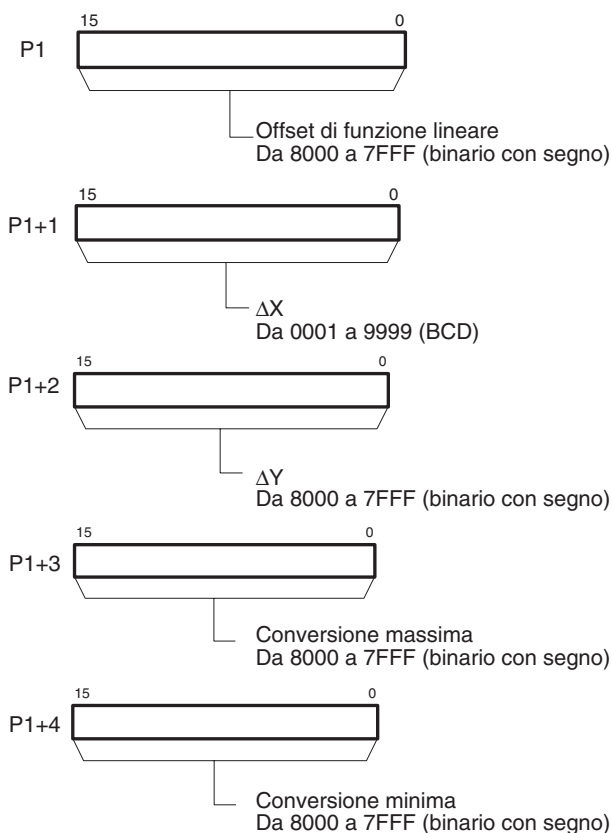 15 0
P1
Offset di funzione lineare
Da 8000 a 7FFF (binario con segno)
15 0
P1+1
ΔX
Da 0001 a 9999 (BCD)
15 0
P1+2
ΔY
Da 8000 a 7FFF (binario con segno)
15 0
P1+3
Conversione massima
Da 8000 a 7FFF (binario con segno)
15 0
P1+4
Conversione minima
Da 8000 a 7FFF (binario con segno)